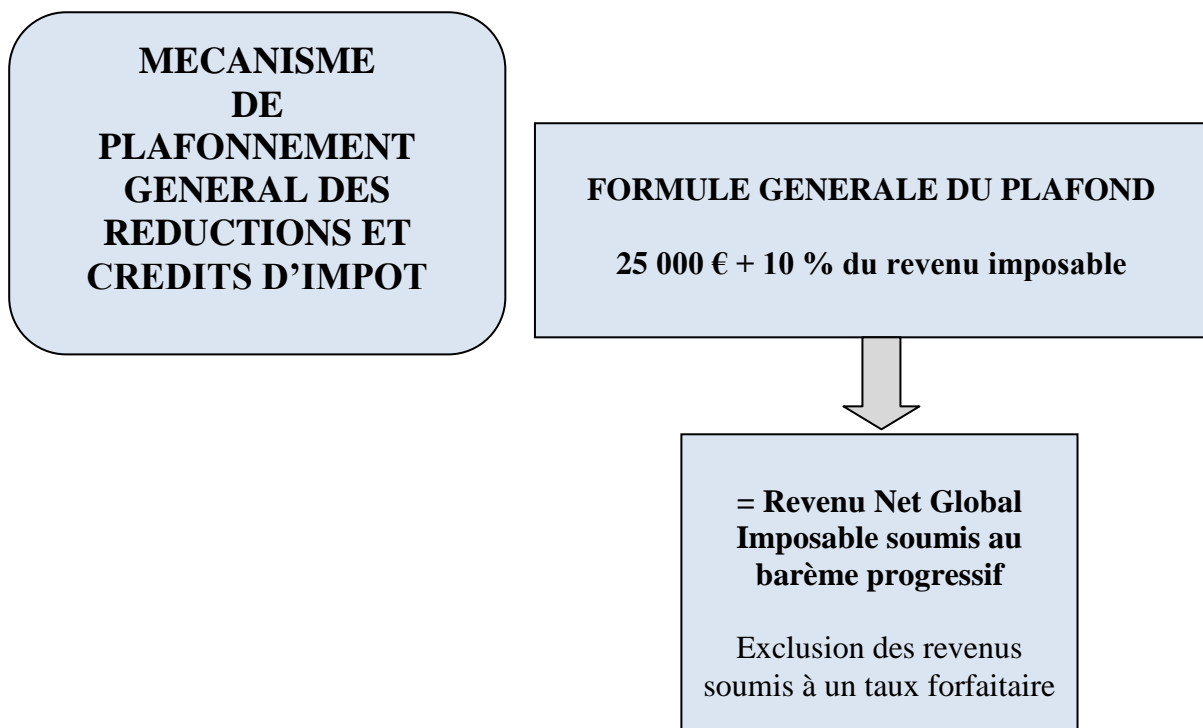 MECANISME
DE
PLAFONNEMENT
GENERAL DES
REDUCTIONS ET
CREDITS D’IMPOT
FORMULE GENERALE DU PLAFOND
25 000 € + 10 % du revenu imposable
= Revenu Net Global
Imposable soumis au
barème progressif
Exclusion des revenus
soumis à un taux forfaitaire